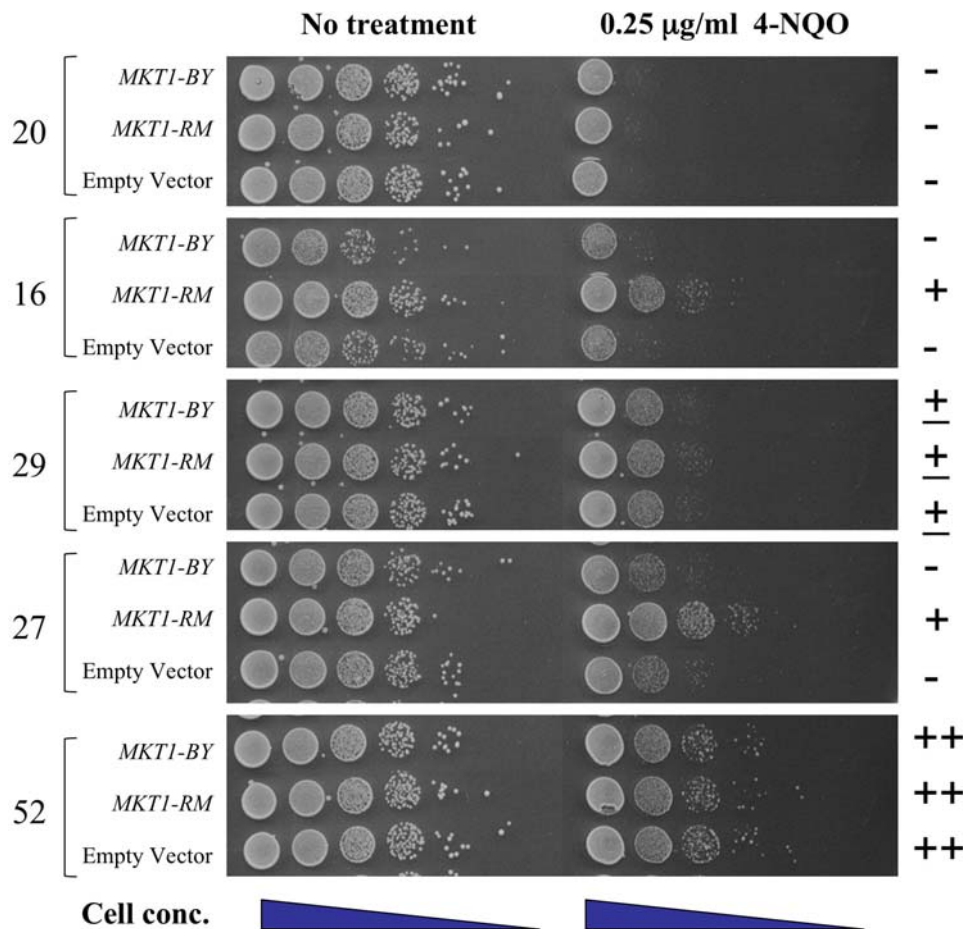 No treatment 0.25 μg/ml 4-NQO
20
MKT1-BY -
MKT1-RM -
Empty Vector -
16
MKT1-BY -
MKT1-RM +
Empty Vector -
29
MKT1-BY ±
MKT1-RM ±
Empty Vector ±
27
MKT1-BY -
MKT1-RM +
Empty Vector -
52
MKT1-BY ++
MKT1-RM ++
Empty Vector ++
Cell conc.